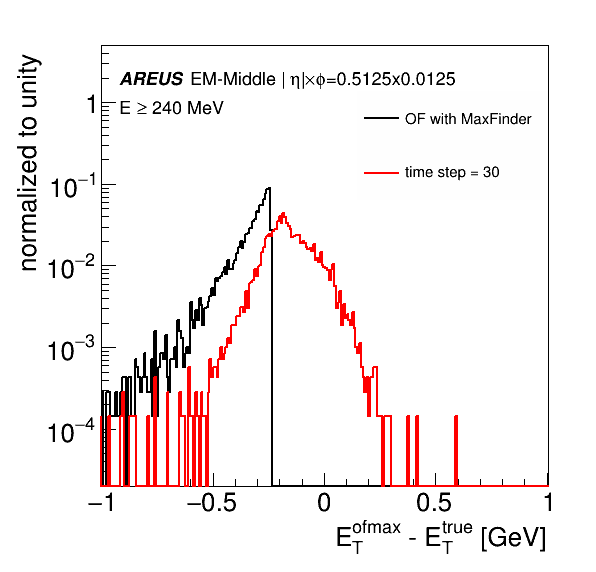 normalized to unity
AREUS EM-Middle | η|×ϕ=0.5125x0.0125
E ≥ 240 MeV
OF with MaxFinder
time step = 30
1
10⁻¹
10⁻²
10⁻³
10⁻⁴
−1 −0.5 0 0.5 1
E_T^ofmax - E_T^true [GeV]